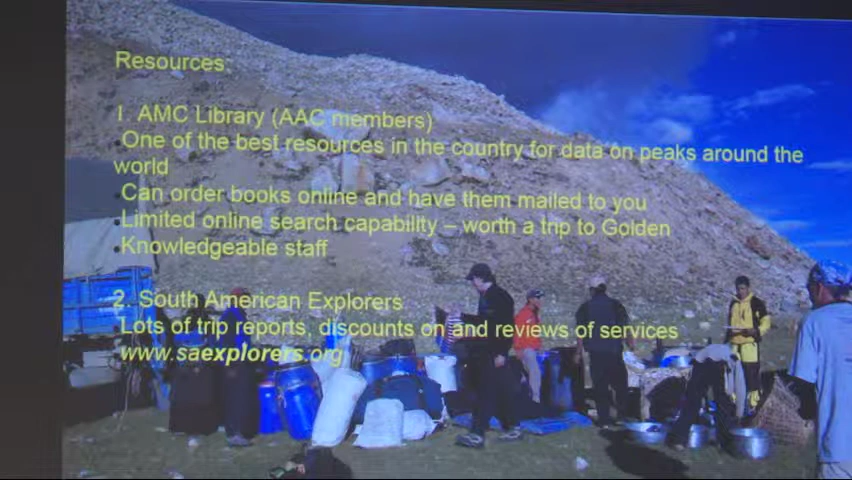 Resources:
1. AMC Library (AAC members)
One of the best resources in the country for data on peaks around the
world
Can order books online and have them mailed to you
•Limited online search capability – worth a trip to Golden
•Knowledgeable staff
2. South American Explorers
Lots of trip reports, discounts on and reviews of services
www.saexplorers.org